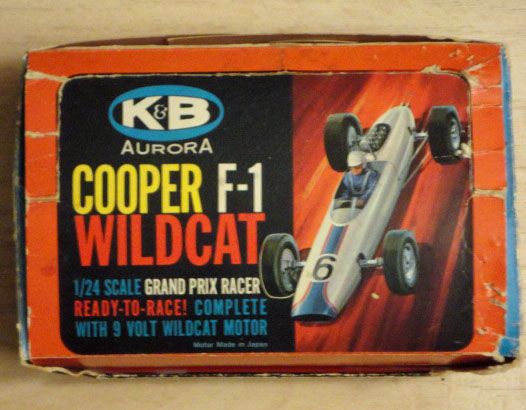 K&B
AURORA
COOPER F-1
WILDCAT
1/24 SCALE GRAND PRIX RACER
READY-TO-RACE! COMPLETE
WITH 9 VOLT WILDCAT MOTOR
Motor Made in Japan
6